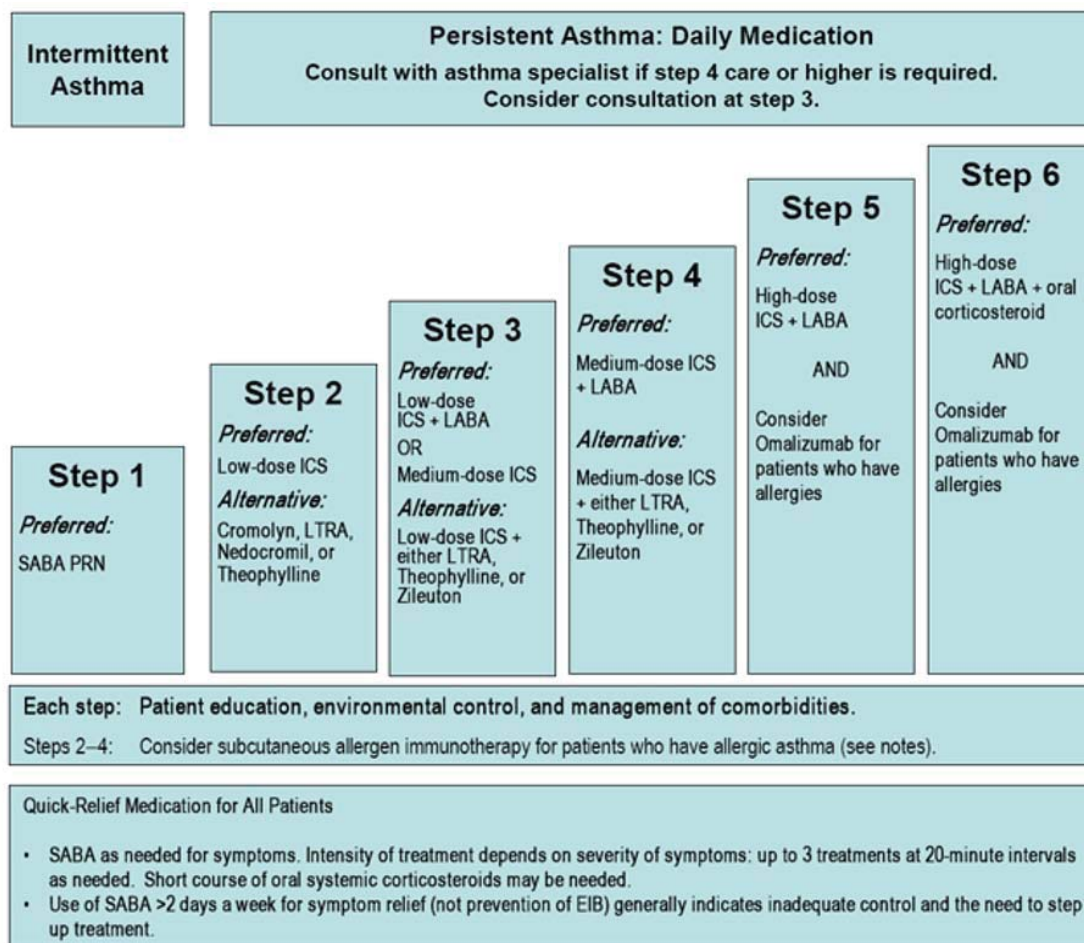 Intermittent
Asthma
Persistent Asthma: Daily Medication
Consult with asthma specialist if step 4 care or higher is required.
Consider consultation at step 3.
Step 1
Preferred:
SABA PRN
Step 2
Preferred:
Low-dose ICS
Alternative:
Cromolyn, LTRA,
Nedocromil, or
Theophylline
Step 3
Preferred:
Low-dose
ICS + LABA
OR
Medium-dose ICS
Alternative:
Low-dose ICS +
either LTRA,
Theophylline, or
Zileuton
Step 4
Preferred:
Medium-dose ICS
+ LABA
Alternative:
Medium-dose ICS
+ either LTRA,
Theophylline, or
Zileuton
Step 5
Preferred:
High-dose
ICS + LABA
AND
Consider
Omalizumab for
patients who have
allergies
Step 6
Preferred:
High-dose
ICS + LABA + oral
corticosteroid
AND
Consider
Omalizumab for
patients who have
allergies
Each step: Patient education, environmental control, and management of comorbidities.
Steps 2–4: Consider subcutaneous allergen immunotherapy for patients who have allergic asthma (see notes).
Quick-Relief Medication for All Patients
• SABA as needed for symptoms. Intensity of treatment depends on severity of symptoms: up to 3 treatments at 20-minute intervals
as needed. Short course of oral systemic corticosteroids may be needed.
• Use of SABA >2 days a week for symptom relief (not prevention of EIB) generally indicates inadequate control and the need to step
up treatment.